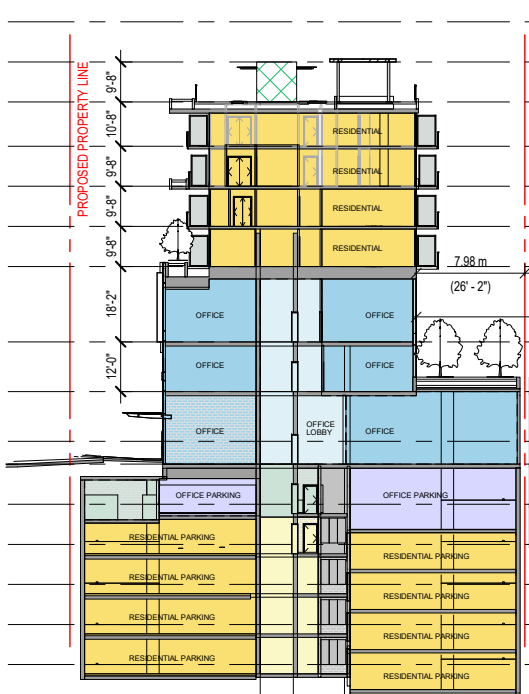 PROPOSED PROPERTY LINE
9'-8"
10'-8"
9'-8"
9'-8"
9'-8"
18'-2"
12'-0"
RESIDENTIAL
RESIDENTIAL
RESIDENTIAL
RESIDENTIAL
7.98 m
(26' - 2")
OFFICE
OFFICE
OFFICE
OFFICE
OFFICE
OFFICE
LOBBY
OFFICE
OFFICE PARKING
OFFICE PARKING
RESIDENTIAL PARKING
RESIDENTIAL PARKING
RESIDENTIAL PARKING
RESIDENTIAL PARKING
RESIDENTIAL PARKING
RESIDENTIAL PARKING
RESIDENTIAL PARKING
RESIDENTIAL PARKING